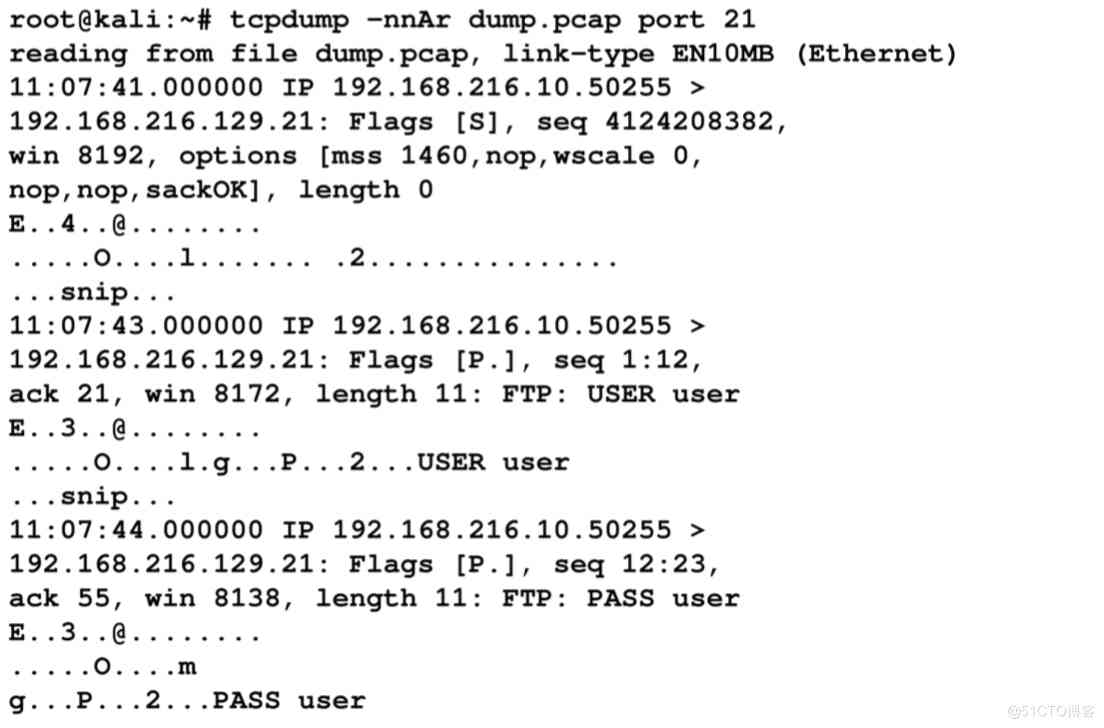 root@kali:~# tcpdump -nnAr dump.pcap port 21
reading from file dump.pcap, link-type EN10MB (Ethernet)
11:07:41.000000 IP 192.168.216.10.50255 >
192.168.216.129.21: Flags [S], seq 4124208382,
win 8192, options [mss 1460,nop,wscale 0,
nop,nop,sackOK], length 0
E..4..@........
.....O....l....... .2...............
...snip...
11:07:43.000000 IP 192.168.216.10.50255 >
192.168.216.129.21: Flags [P.], seq 1:12,
ack 21, win 8172, length 11: FTP: USER user
E..3..@........
.....O....l.g...P...2...USER user
...snip...
11:07:44.000000 IP 192.168.216.10.50255 >
192.168.216.129.21: Flags [P.], seq 12:23,
ack 55, win 8138, length 11: FTP: PASS user
E..3..@........
.....O....m
g...P...2...PASS user
@51CTO博客